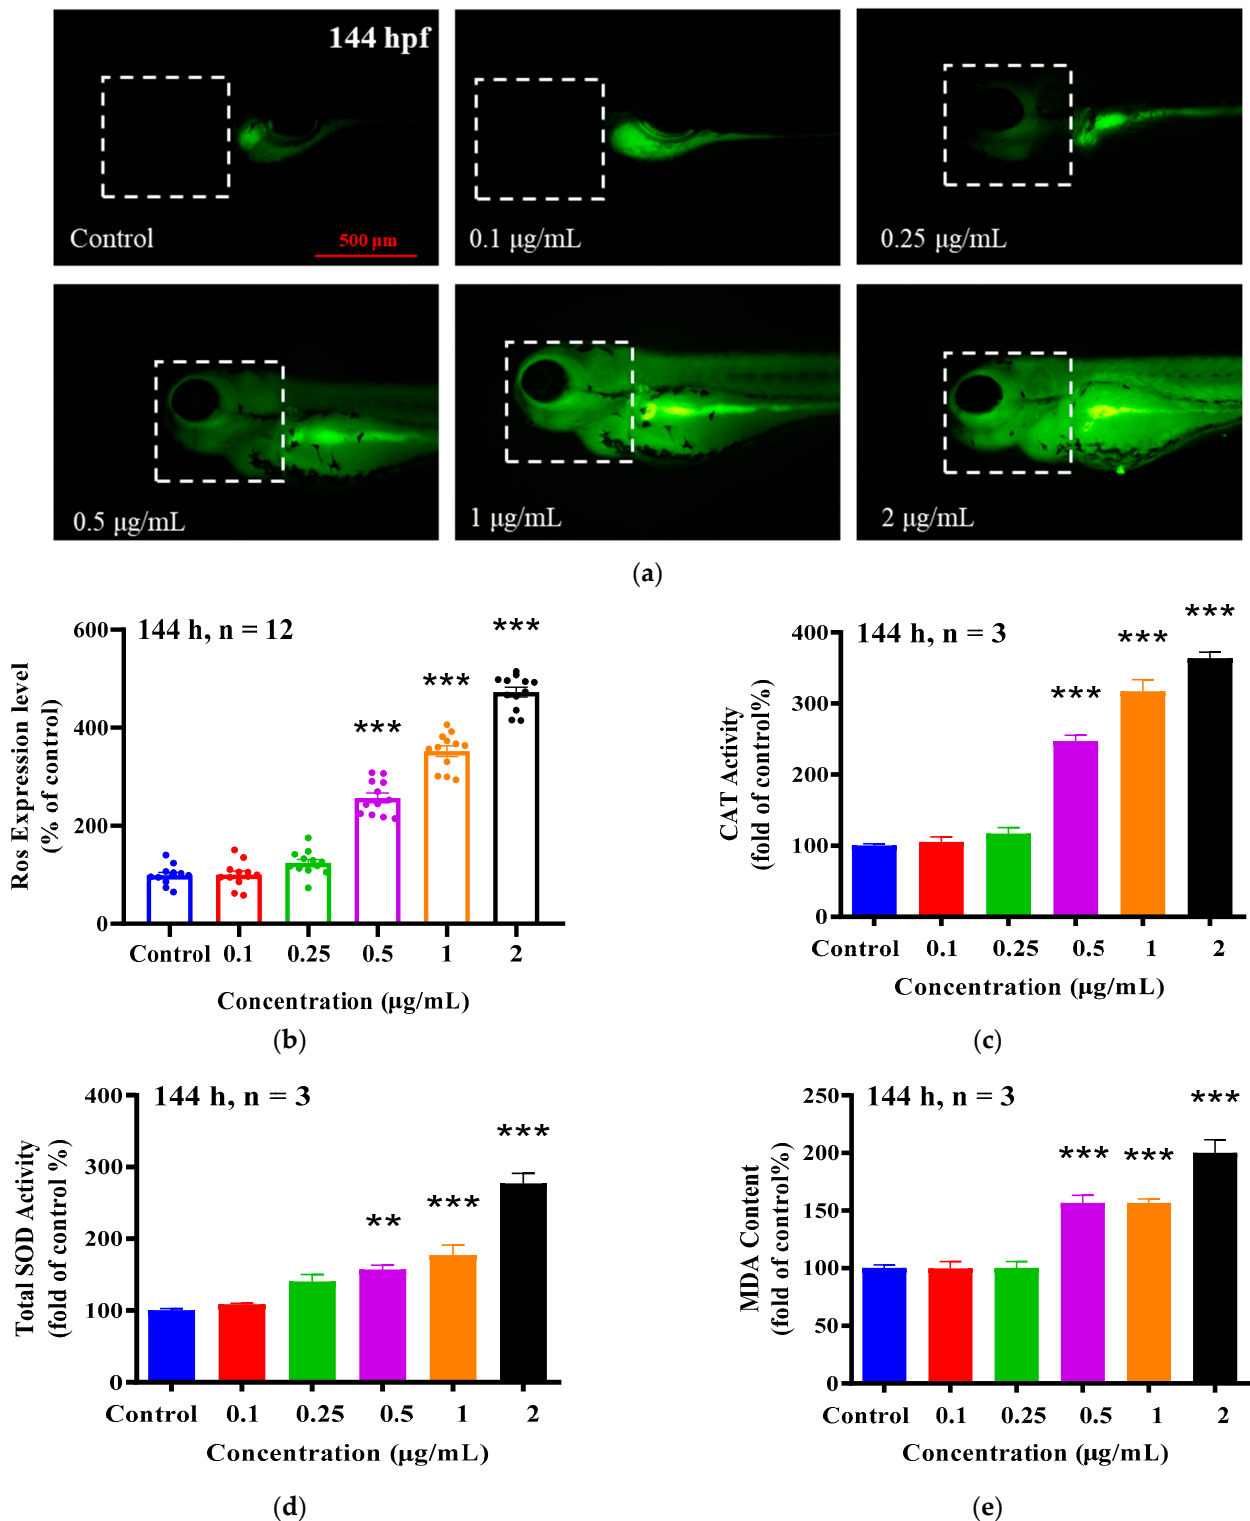 144 hpf
Control
500 μm
0.1 μg/mL
0.25 μg/mL
0.5 μg/mL
1 μg/mL
2 μg/mL
(a)
144 h, n = 12
Ros Expression level
(% of control)
600
400
200
0
***
***
***
Control 0.1 0.25 0.5 1 2
Concentration (μg/mL)
(b)
144 h, n = 3
CAT Activity
(fold of control%)
400
300
200
100
0
***
***
***
Control 0.1 0.25 0.5 1 2
Concentration (μg/mL)
(c)
144 h, n = 3
Total SOD Activity
(fold of control %)
400
300
200
100
0
**
***
***
Control 0.1 0.25 0.5 1 2
Concentration (μg/mL)
(d)
144 h, n = 3
MDA Content
(fold of control%)
250
200
150
100
50
0
***
***
***
Control 0.1 0.25 0.5 1 2
Concentration (μg/mL)
(e)